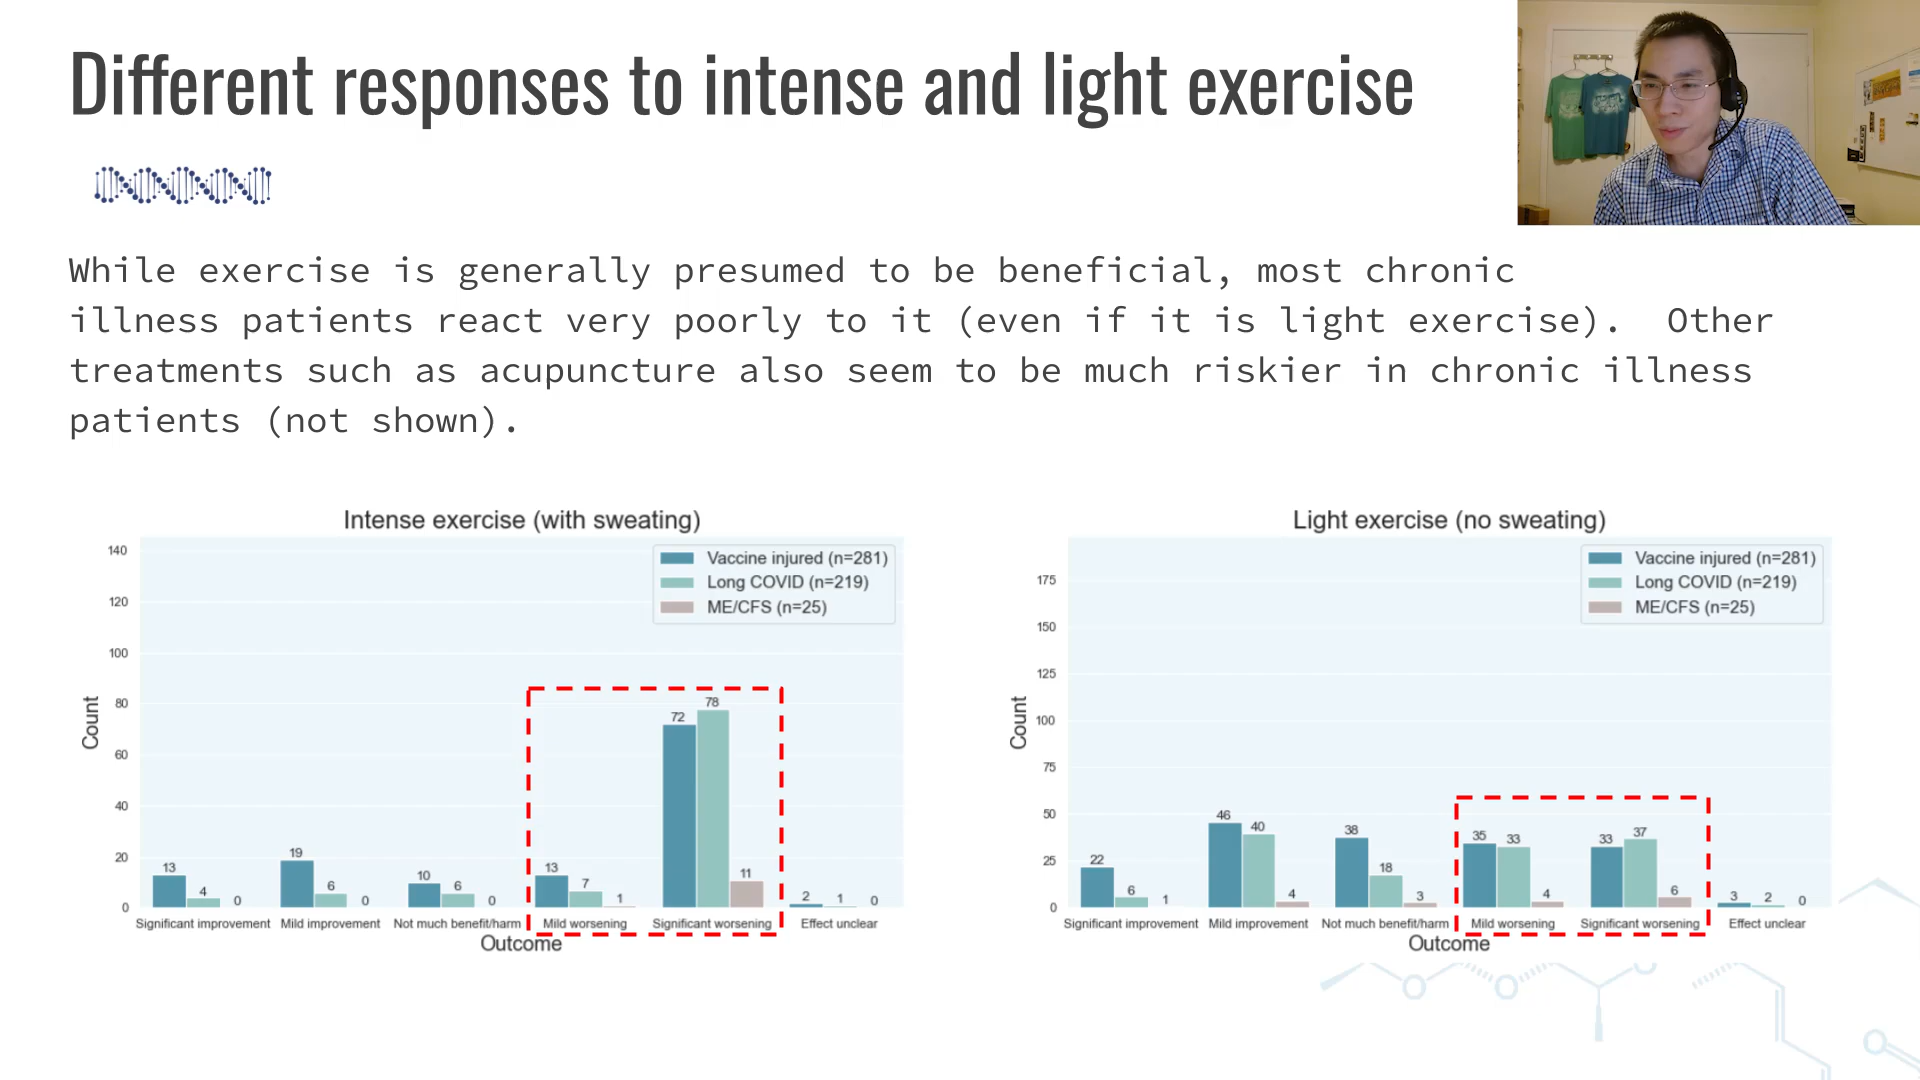 Different responses to intense and light exercise
While exercise is generally presumed to be beneficial, most chronic
illness patients react very poorly to it (even if it is light exercise). Other
treatments such as acupuncture also seem to be much riskier in chronic illness
patients (not shown).
Intense exercise (with sweating)
Vaccine injured (n=281)
Long COVID (n=219)
ME/CFS (n=25)
140
120
100
80
60
40
20
0
Count
13 4 0
19 6 0
10 6 0
13 7 1
72 78 11
2 1 0
Significant improvement Mild improvement Not much benefit/harm Mild worsening Significant worsening Effect unclear
Outcome
Light exercise (no sweating)
Vaccine injured (n=281)
Long COVID (n=219)
ME/CFS (n=25)
175
150
125
100
75
50
25
0
Count
22 6 1
46 40 4
38 18 3
35 33 4
33 37 6
3 2 0
Significant improvement Mild improvement Not much benefit/harm Mild worsening Significant worsening Effect unclear
Outcome
O O O